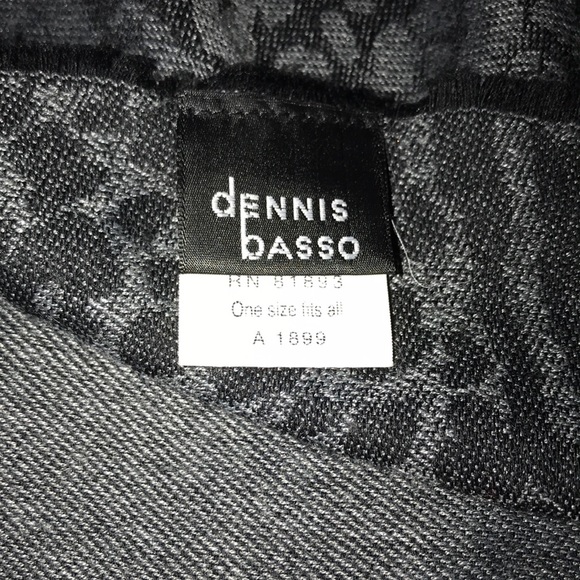 dENNIS
bASSO
RN 81893
One size fits all
A 1899